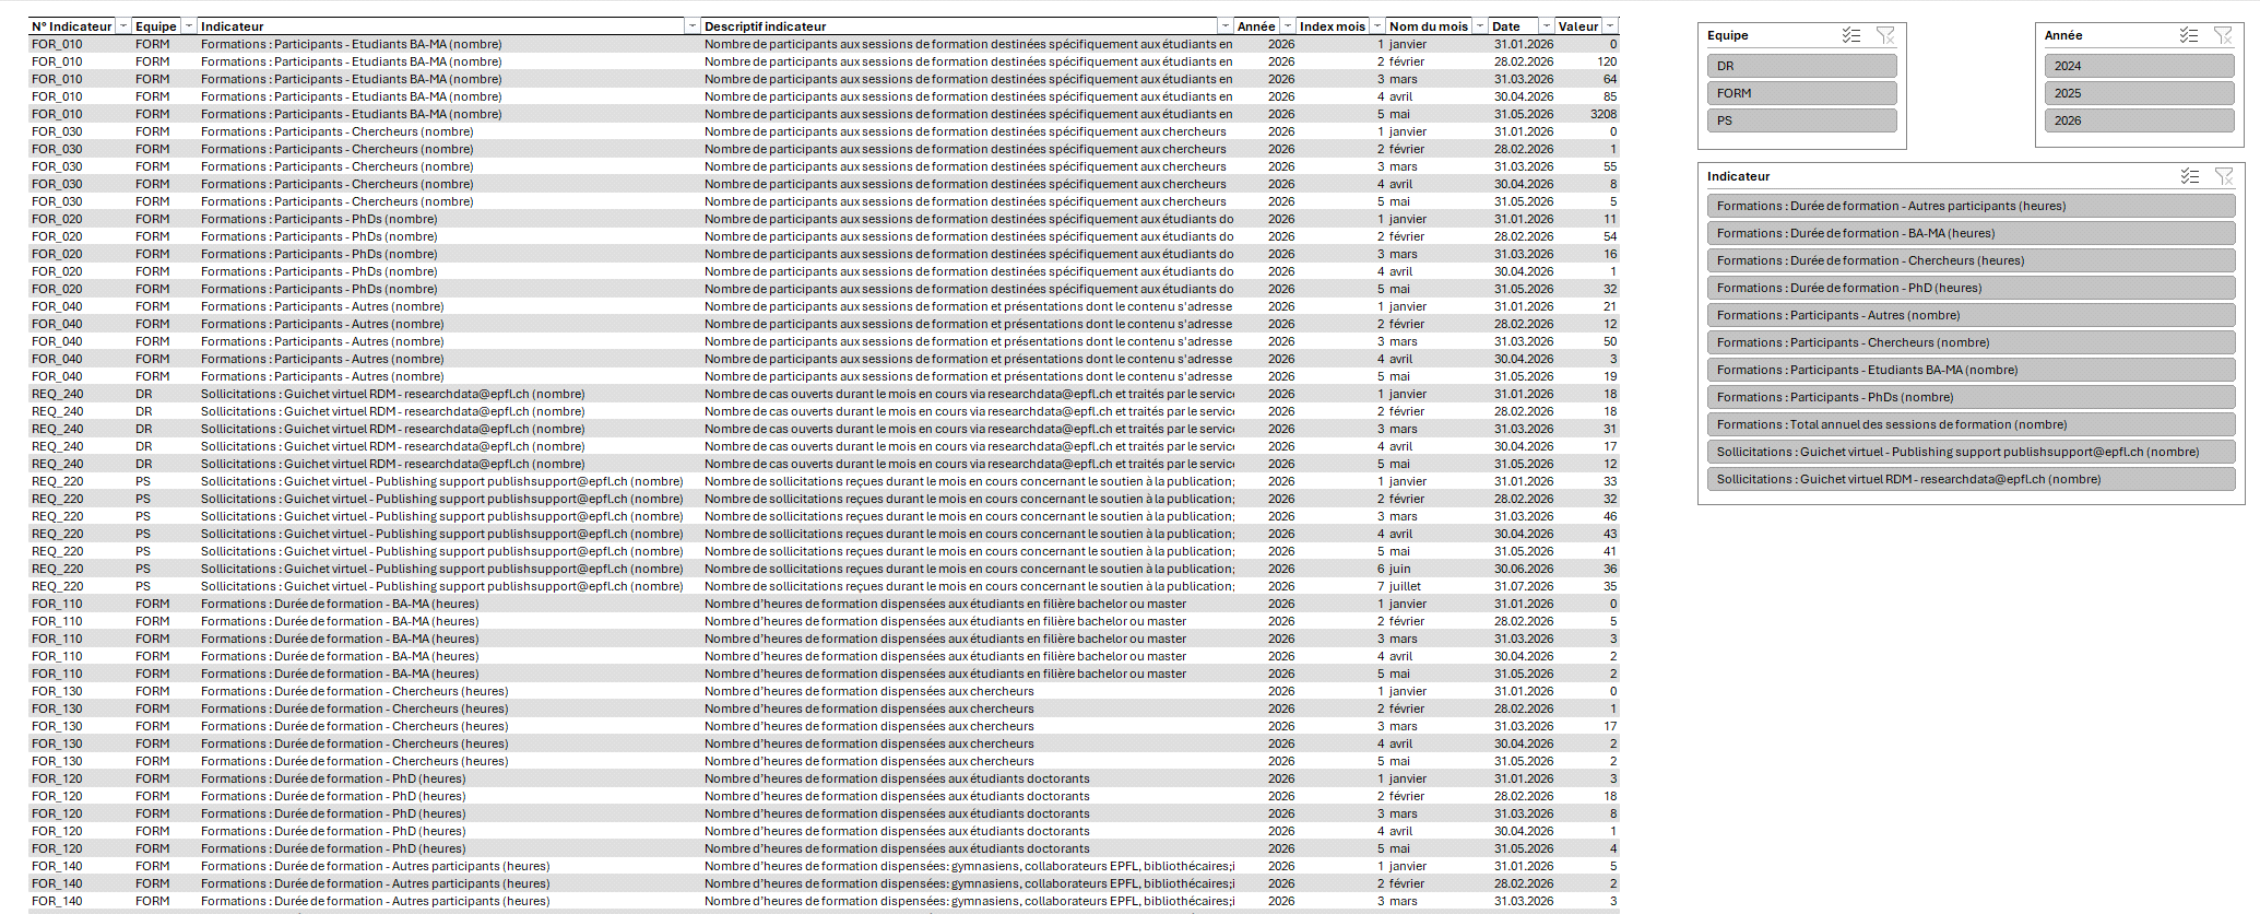 N° Indicateur Equipe Indicateur Descriptif indicateur Année Index mois Nom du mois Date Valeur
FOR_010 FORM Formations : Participants - Etudiants BA-MA (nombre) Nombre de participants aux sessions de formation destinées spécifiquement aux étudiants en 2026 1 janvier 31.01.2026 0
FOR_010 FORM Formations : Participants - Etudiants BA-MA (nombre) Nombre de participants aux sessions de formation destinées spécifiquement aux étudiants en 2026 2 février 28.02.2026 120
FOR_010 FORM Formations : Participants - Etudiants BA-MA (nombre) Nombre de participants aux sessions de formation destinées spécifiquement aux étudiants en 2026 3 mars 31.03.2026 64
FOR_010 FORM Formations : Participants - Etudiants BA-MA (nombre) Nombre de participants aux sessions de formation destinées spécifiquement aux étudiants en 2026 4 avril 30.04.2026 85
FOR_010 FORM Formations : Participants - Etudiants BA-MA (nombre) Nombre de participants aux sessions de formation destinées spécifiquement aux étudiants en 2026 5 mai 31.05.2026 3208
FOR_030 FORM Formations : Participants - Chercheurs (nombre) Nombre de participants aux sessions de formation destinées spécifiquement aux chercheurs 2026 1 janvier 31.01.2026 0
FOR_030 FORM Formations : Participants - Chercheurs (nombre) Nombre de participants aux sessions de formation destinées spécifiquement aux chercheurs 2026 2 février 28.02.2026 1
FOR_030 FORM Formations : Participants - Chercheurs (nombre) Nombre de participants aux sessions de formation destinées spécifiquement aux chercheurs 2026 3 mars 31.03.2026 55
FOR_030 FORM Formations : Participants - Chercheurs (nombre) Nombre de participants aux sessions de formation destinées spécifiquement aux chercheurs 2026 4 avril 30.04.2026 8
FOR_030 FORM Formations : Participants - Chercheurs (nombre) Nombre de participants aux sessions de formation destinées spécifiquement aux chercheurs 2026 5 mai 31.05.2026 5
FOR_020 FORM Formations : Participants - PhDs (nombre) Nombre de participants aux sessions de formation destinées spécifiquement aux étudiants do 2026 1 janvier 31.01.2026 11
FOR_020 FORM Formations : Participants - PhDs (nombre) Nombre de participants aux sessions de formation destinées spécifiquement aux étudiants do 2026 2 février 28.02.2026 54
FOR_020 FORM Formations : Participants - PhDs (nombre) Nombre de participants aux sessions de formation destinées spécifiquement aux étudiants do 2026 3 mars 31.03.2026 16
FOR_020 FORM Formations : Participants - PhDs (nombre) Nombre de participants aux sessions de formation destinées spécifiquement aux étudiants do 2026 4 avril 30.04.2026 1
FOR_020 FORM Formations : Participants - PhDs (nombre) Nombre de participants aux sessions de formation destinées spécifiquement aux étudiants do 2026 5 mai 31.05.2026 32
FOR_040 FORM Formations : Participants - Autres (nombre) Nombre de participants aux sessions de formation et présentations dont le contenu s'adresse 2026 1 janvier 31.01.2026 21
FOR_040 FORM Formations : Participants - Autres (nombre) Nombre de participants aux sessions de formation et présentations dont le contenu s'adresse 2026 2 février 28.02.2026 12
FOR_040 FORM Formations : Participants - Autres (nombre) Nombre de participants aux sessions de formation et présentations dont le contenu s'adresse 2026 3 mars 31.03.2026 50
FOR_040 FORM Formations : Participants - Autres (nombre) Nombre de participants aux sessions de formation et présentations dont le contenu s'adresse 2026 4 avril 30.04.2026 3
FOR_040 FORM Formations : Participants - Autres (nombre) Nombre de participants aux sessions de formation et présentations dont le contenu s'adresse 2026 5 mai 31.05.2026 19
REQ_240 DR Sollicitations : Guichet virtuel RDM - researchdata@epfl.ch (nombre) Nombre de cas ouverts durant le mois en cours via researchdata@epfl.ch et traités par le service 2026 1 janvier 31.01.2026 18
REQ_240 DR Sollicitations : Guichet virtuel RDM - researchdata@epfl.ch (nombre) Nombre de cas ouverts durant le mois en cours via researchdata@epfl.ch et traités par le service 2026 2 février 28.02.2026 18
REQ_240 DR Sollicitations : Guichet virtuel RDM - researchdata@epfl.ch (nombre) Nombre de cas ouverts durant le mois en cours via researchdata@epfl.ch et traités par le service 2026 3 mars 31.03.2026 31
REQ_240 DR Sollicitations : Guichet virtuel RDM - researchdata@epfl.ch (nombre) Nombre de cas ouverts durant le mois en cours via researchdata@epfl.ch et traités par le service 2026 4 avril 30.04.2026 17
REQ_240 DR Sollicitations : Guichet virtuel RDM - researchdata@epfl.ch (nombre) Nombre de cas ouverts durant le mois en cours via researchdata@epfl.ch et traités par le service 2026 5 mai 31.05.2026 12
REQ_220 PS Sollicitations : Guichet virtuel - Publishing support publishsupport@epfl.ch (nombre) Nombre de sollicitations reçues durant le mois en cours concernant le soutien à la publication; 2026 1 janvier 31.01.2026 33
REQ_220 PS Sollicitations : Guichet virtuel - Publishing support publishsupport@epfl.ch (nombre) Nombre de sollicitations reçues durant le mois en cours concernant le soutien à la publication; 2026 2 février 28.02.2026 32
REQ_220 PS Sollicitations : Guichet virtuel - Publishing support publishsupport@epfl.ch (nombre) Nombre de sollicitations reçues durant le mois en cours concernant le soutien à la publication; 2026 3 mars 31.03.2026 46
REQ_220 PS Sollicitations : Guichet virtuel - Publishing support publishsupport@epfl.ch (nombre) Nombre de sollicitations reçues durant le mois en cours concernant le soutien à la publication; 2026 4 avril 30.04.2026 43
REQ_220 PS Sollicitations : Guichet virtuel - Publishing support publishsupport@epfl.ch (nombre) Nombre de sollicitations reçues durant le mois en cours concernant le soutien à la publication; 2026 5 mai 31.05.2026 41
REQ_220 PS Sollicitations : Guichet virtuel - Publishing support publishsupport@epfl.ch (nombre) Nombre de sollicitations reçues durant le mois en cours concernant le soutien à la publication; 2026 6 juin 30.06.2026 36
REQ_220 PS Sollicitations : Guichet virtuel - Publishing support publishsupport@epfl.ch (nombre) Nombre de sollicitations reçues durant le mois en cours concernant le soutien à la publication; 2026 7 juillet 31.07.2026 35
FOR_110 FORM Formations : Durée de formation - BA-MA (heures) Nombre d'heures de formation dispensées aux étudiants en filière bachelor ou master 2026 1 janvier 31.01.2026 0
FOR_110 FORM Formations : Durée de formation - BA-MA (heures) Nombre d'heures de formation dispensées aux étudiants en filière bachelor ou master 2026 2 février 28.02.2026 5
FOR_110 FORM Formations : Durée de formation - BA-MA (heures) Nombre d'heures de formation dispensées aux étudiants en filière bachelor ou master 2026 3 mars 31.03.2026 3
FOR_110 FORM Formations : Durée de formation - BA-MA (heures) Nombre d'heures de formation dispensées aux étudiants en filière bachelor ou master 2026 4 avril 30.04.2026 2
FOR_110 FORM Formations : Durée de formation - BA-MA (heures) Nombre d'heures de formation dispensées aux étudiants en filière bachelor ou master 2026 5 mai 31.05.2026 2
FOR_130 FORM Formations : Durée de formation - Chercheurs (heures) Nombre d'heures de formation dispensées aux chercheurs 2026 1 janvier 31.01.2026 0
FOR_130 FORM Formations : Durée de formation - Chercheurs (heures) Nombre d'heures de formation dispensées aux chercheurs 2026 2 février 28.02.2026 1
FOR_130 FORM Formations : Durée de formation - Chercheurs (heures) Nombre d'heures de formation dispensées aux chercheurs 2026 3 mars 31.03.2026 17
FOR_130 FORM Formations : Durée de formation - Chercheurs (heures) Nombre d'heures de formation dispensées aux chercheurs 2026 4 avril 30.04.2026 2
FOR_130 FORM Formations : Durée de formation - Chercheurs (heures) Nombre d'heures de formation dispensées aux chercheurs 2026 5 mai 31.05.2026 2
FOR_120 FORM Formations : Durée de formation - PhD (heures) Nombre d'heures de formation dispensées aux étudiants doctorants 2026 1 janvier 31.01.2026 3
FOR_120 FORM Formations : Durée de formation - PhD (heures) Nombre d'heures de formation dispensées aux étudiants doctorants 2026 2 février 28.02.2026 18
FOR_120 FORM Formations : Durée de formation - PhD (heures) Nombre d'heures de formation dispensées aux étudiants doctorants 2026 3 mars 31.03.2026 8
FOR_120 FORM Formations : Durée de formation - PhD (heures) Nombre d'heures de formation dispensées aux étudiants doctorants 2026 4 avril 30.04.2026 1
FOR_120 FORM Formations : Durée de formation - PhD (heures) Nombre d'heures de formation dispensées aux étudiants doctorants 2026 5 mai 31.05.2026 4
FOR_140 FORM Formations : Durée de formation - Autres participants (heures) Nombre d'heures de formation dispensées: gymnasiens, collaborateurs EPFL, bibliothécaires;i 2026 1 janvier 31.01.2026 5
FOR_140 FORM Formations : Durée de formation - Autres participants (heures) Nombre d'heures de formation dispensées: gymnasiens, collaborateurs EPFL, bibliothécaires;i 2026 2 février 28.02.2026 2
FOR_140 FORM Formations : Durée de formation - Autres participants (heures) Nombre d'heures de formation dispensées: gymnasiens, collaborateurs EPFL, bibliothécaires;i 2026 3 mars 31.03.2026 3
Equipe
DR
FORM
PS
Année
2024
2025
2026
Indicateur
Formations : Durée de formation - Autres participants (heures)
Formations : Durée de formation - BA-MA (heures)
Formations : Durée de formation - Chercheurs (heures)
Formations : Durée de formation - PhD (heures)
Formations : Participants - Autres (nombre)
Formations : Participants - Chercheurs (nombre)
Formations : Participants - Etudiants BA-MA (nombre)
Formations : Participants - PhDs (nombre)
Formations : Total annuel des sessions de formation (nombre)
Sollicitations : Guichet virtuel - Publishing support publishsupport@epfl.ch (nombre)
Sollicitations : Guichet virtuel RDM - researchdata@epfl.ch (nombre)